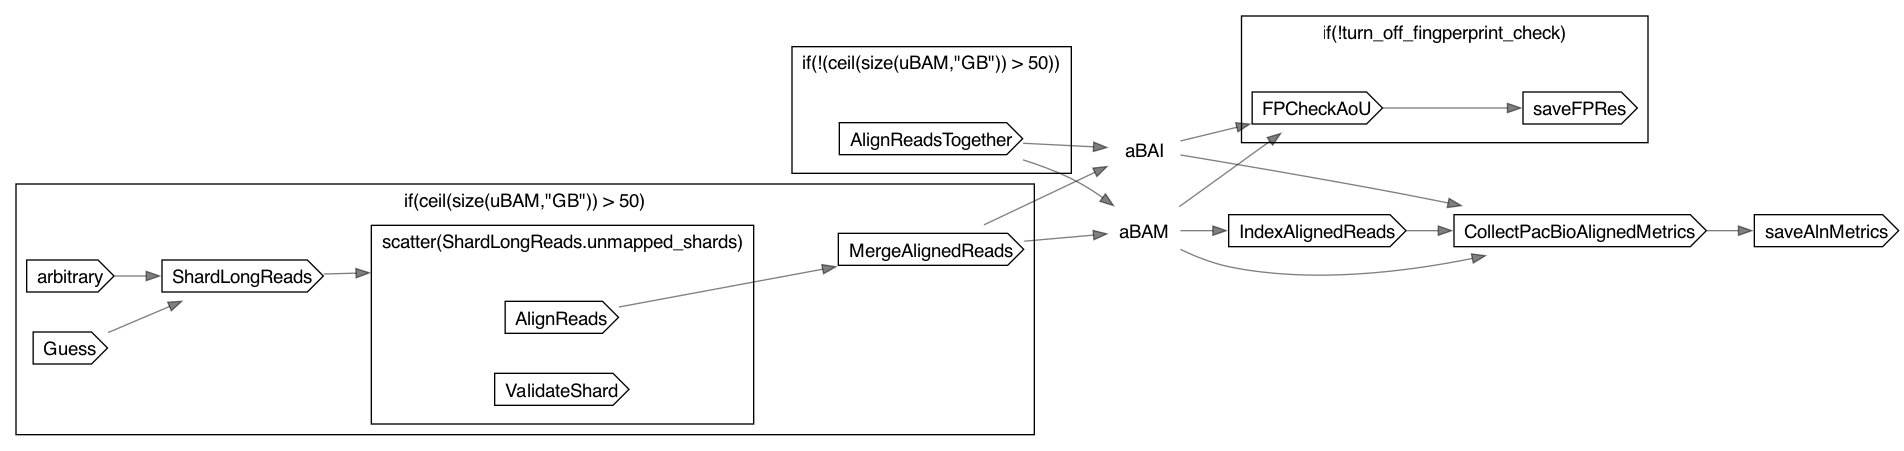 if(!turn_off_fingperprint_check)
if(!(ceil(size(uBAM,"GB")) > 50))
FPCheckAoU
saveFPRes
AlignReadsTogether
aBAI
if(ceil(size(uBAM,"GB")) > 50)
aBAM
IndexAlignedReads
CollectPacBioAlignedMetrics
saveAlnMetrics
scatter(ShardLongReads.unmapped_shards)
MergeAlignedReads
arbitrary
ShardLongReads
AlignReads
Guess
ValidateShard